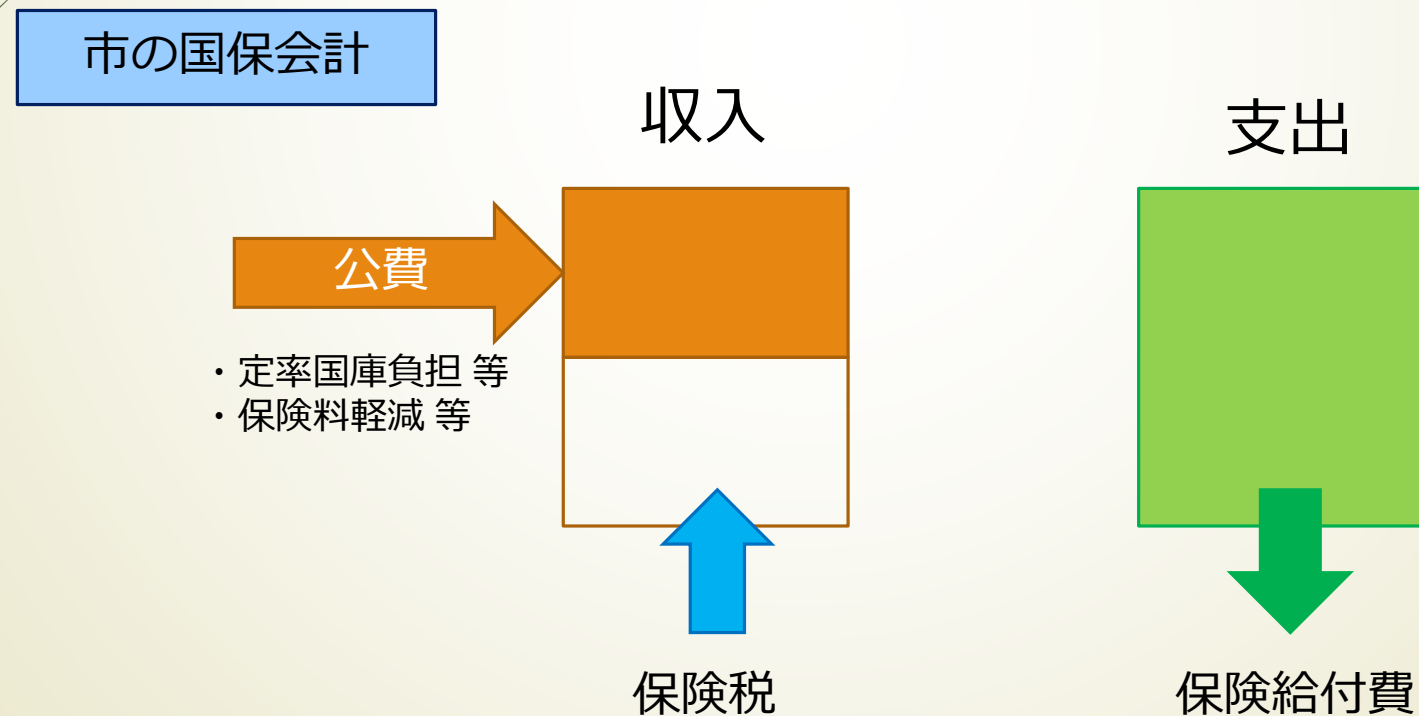 市の国保会計
収入
支出
公費
・定率国庫負担 等
・保険料軽減 等
保険税
保険給付費